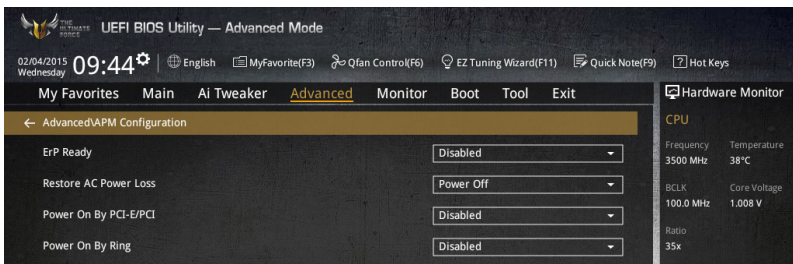 THE ULTIMATE FORCE UEFI BIOS Utility — Advanced Mode
02/04/2015 Wednesday 09:44 English MyFavorite(F3) Qfan Control(F6) EZ Tuning Wizard(F11) Quick Note(F9) ? Hot Keys
My Favorites Main Ai Tweaker Advanced Monitor Boot Tool Exit
Hardware Monitor
← Advanced\APM Configuration
ErP Ready Disabled
Restore AC Power Loss Power Off
Power On By PCI-E/PCI Disabled
Power On By Ring Disabled
CPU
Frequency Temperature
3500 MHz 38°C
BCLK Core Voltage
100.0 MHz 1.008 V
Ratio
35x